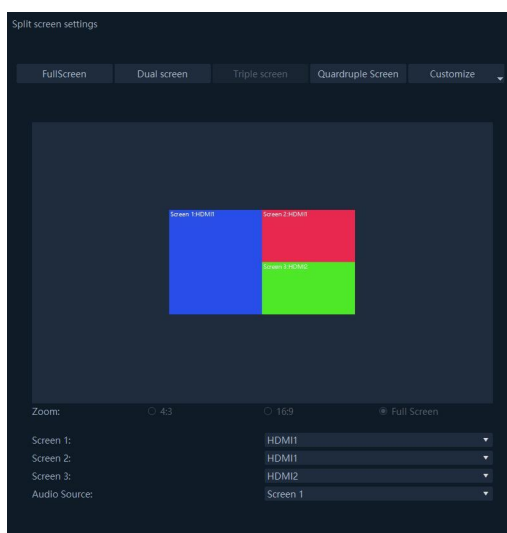 Split screen settings
FullScreen Dual screen Triple screen Quadruple Screen Customize
Screen 1:HDMI1 Screen 2:HDMI1
Screen 3:HDMI2
Zoom: 4:3 16:9 Full Screen
Screen 1: HDMI1
Screen 2: HDMI1
Screen 3: HDMI2
Audio Source: Screen 1